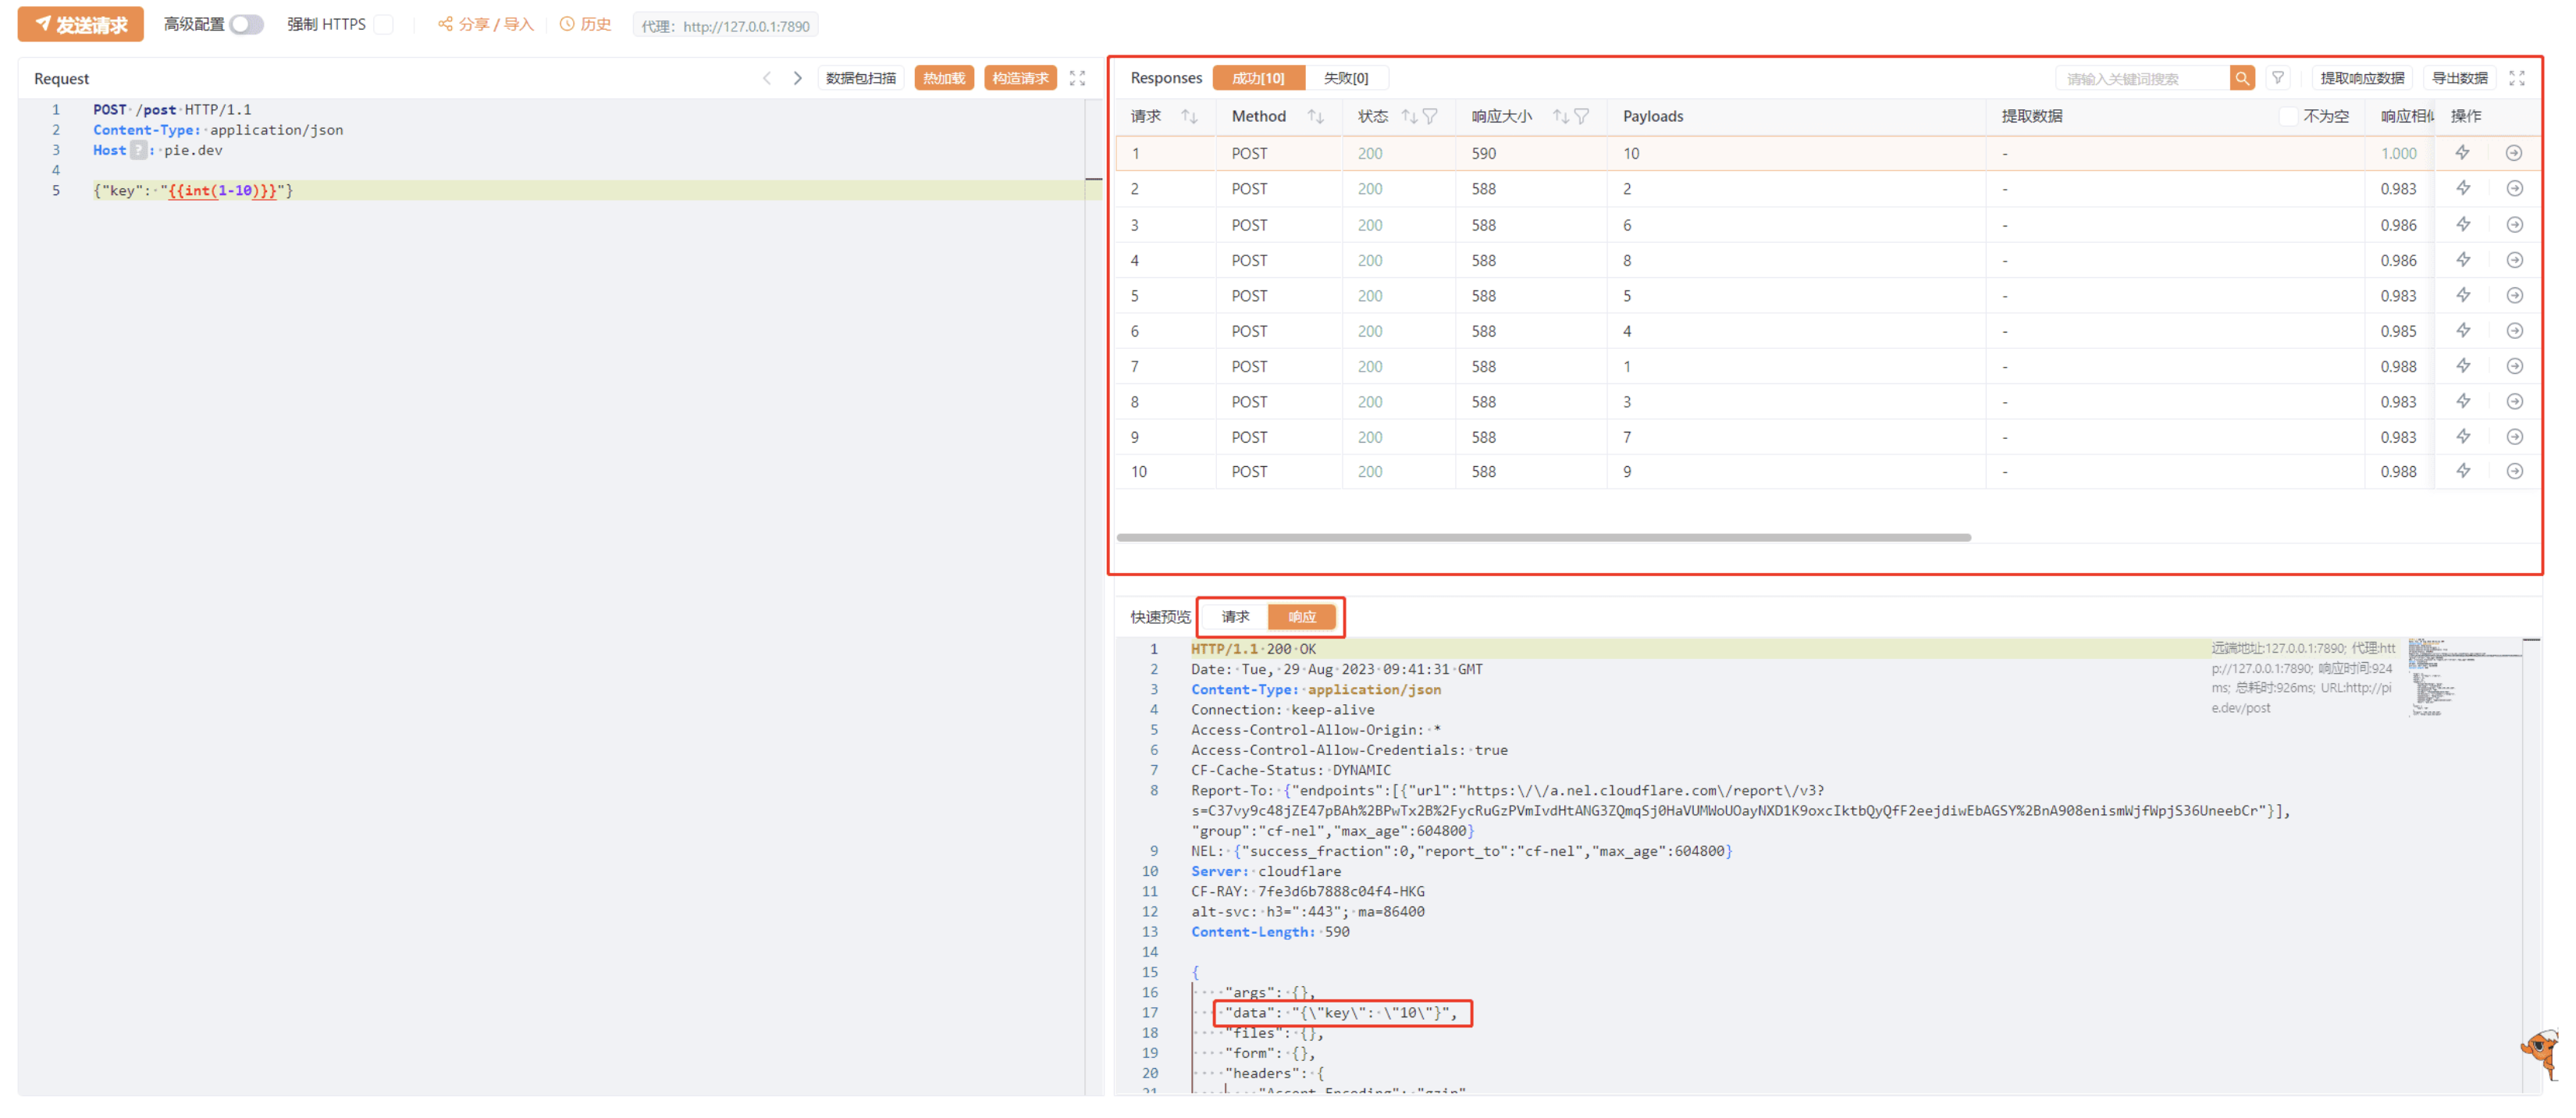 发送请求 高级配置 强制 HTTPS 分享 / 导入 历史 代理：http://127.0.0.1:7890
Request 数据包扫描 热加载 构造请求
1 POST /post HTTP/1.1
2 Content-Type: application/json
3 Host ? : pie.dev
4
5 {"key": "{{int(1-10)}}"}
Responses 成功[10] 失败[0] 请输入关键词搜索 提取响应数据 导出数据
请求 Method 状态 响应大小 Payloads 提取数据 不为空 响应相似 操作
1 POST 200 590 10 - 1.000
2 POST 200 588 2 - 0.983
3 POST 200 588 6 - 0.986
4 POST 200 588 8 - 0.986
5 POST 200 588 5 - 0.983
6 POST 200 588 4 - 0.985
7 POST 200 588 1 - 0.988
8 POST 200 588 3 - 0.983
9 POST 200 588 7 - 0.983
10 POST 200 588 9 - 0.988
快速预览 请求 响应
1 HTTP/1.1 200 OK
2 Date: Tue, 29 Aug 2023 09:41:31 GMT
3 Content-Type: application/json
4 Connection: keep-alive
5 Access-Control-Allow-Origin: *
6 Access-Control-Allow-Credentials: true
7 CF-Cache-Status: DYNAMIC
8 Report-To: {"endpoints":[{"url":"https:\/\/a.nel.cloudflare.com\/report\/v3?
s=C37vy9c48jZE47pBAh%2BPwTx2B%2FycRuGzPVmIvdHtANG3ZQmqSj0HaVUMWoUOayNXD1K9oxcIktbQyQfF2eejdiwEbAGSY%2BnA908enismWjfWpjS36UneebCr"}],
"group":"cf-nel","max_age":604800}
9 NEL: {"success_fraction":0,"report_to":"cf-nel","max_age":604800}
10 Server: cloudflare
11 CF-RAY: 7fe3d6b7888c04f4-HKG
12 alt-svc: h3=":443"; ma=86400
13 Content-Length: 590
14
15 {
16 "args": {},
17 "data": "{\"key\": \"10\"}",
18 "files": {},
19 "form": {},
20 "headers": {
21 "Accept-Encoding": "gzip"
远端地址:127.0.0.1:7890; 代理:htt
p://127.0.0.1:7890; 响应时间:924
ms; 总耗时:926ms; URL:http://pi
e.dev/post